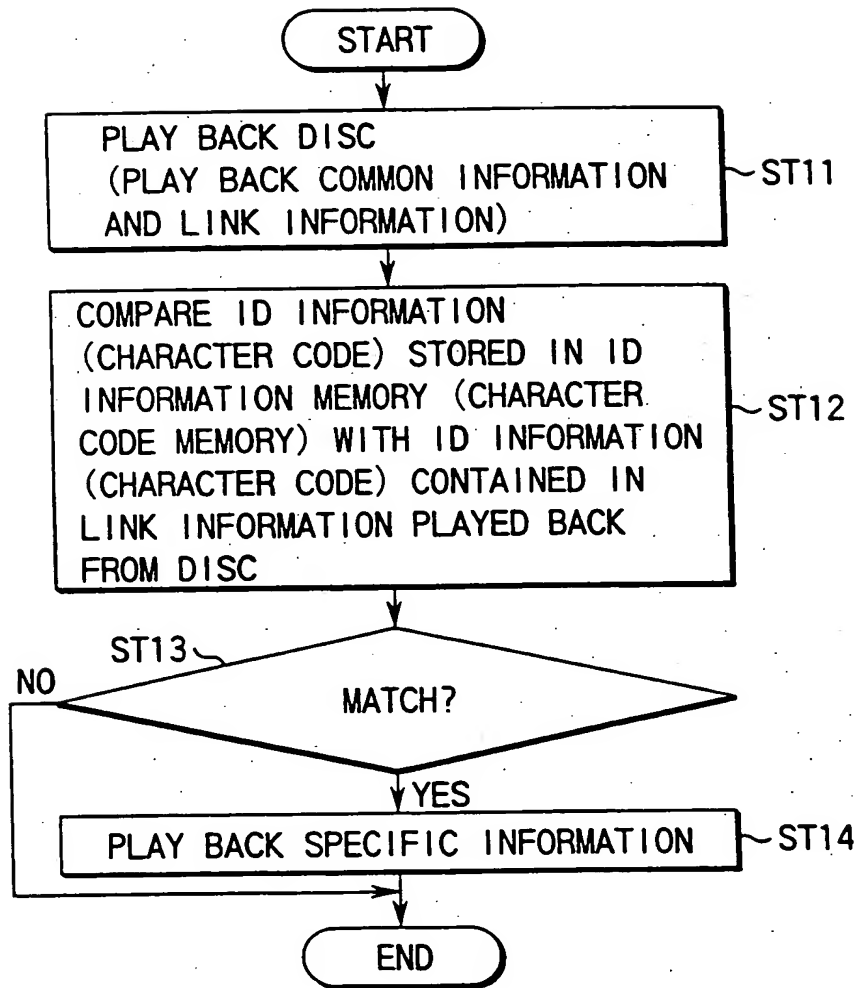 START
PLAY BACK DISC
(PLAY BACK COMMON INFORMATION
AND LINK INFORMATION)
ST11
COMPARE ID INFORMATION
(CHARACTER CODE) STORED IN ID
INFORMATION MEMORY (CHARACTER
CODE MEMORY) WITH ID INFORMATION
(CHARACTER CODE) CONTAINED IN
LINK INFORMATION PLAYED BACK
FROM DISC
ST12
ST13
NO
MATCH?
YES
PLAY BACK SPECIFIC INFORMATION
ST14
END